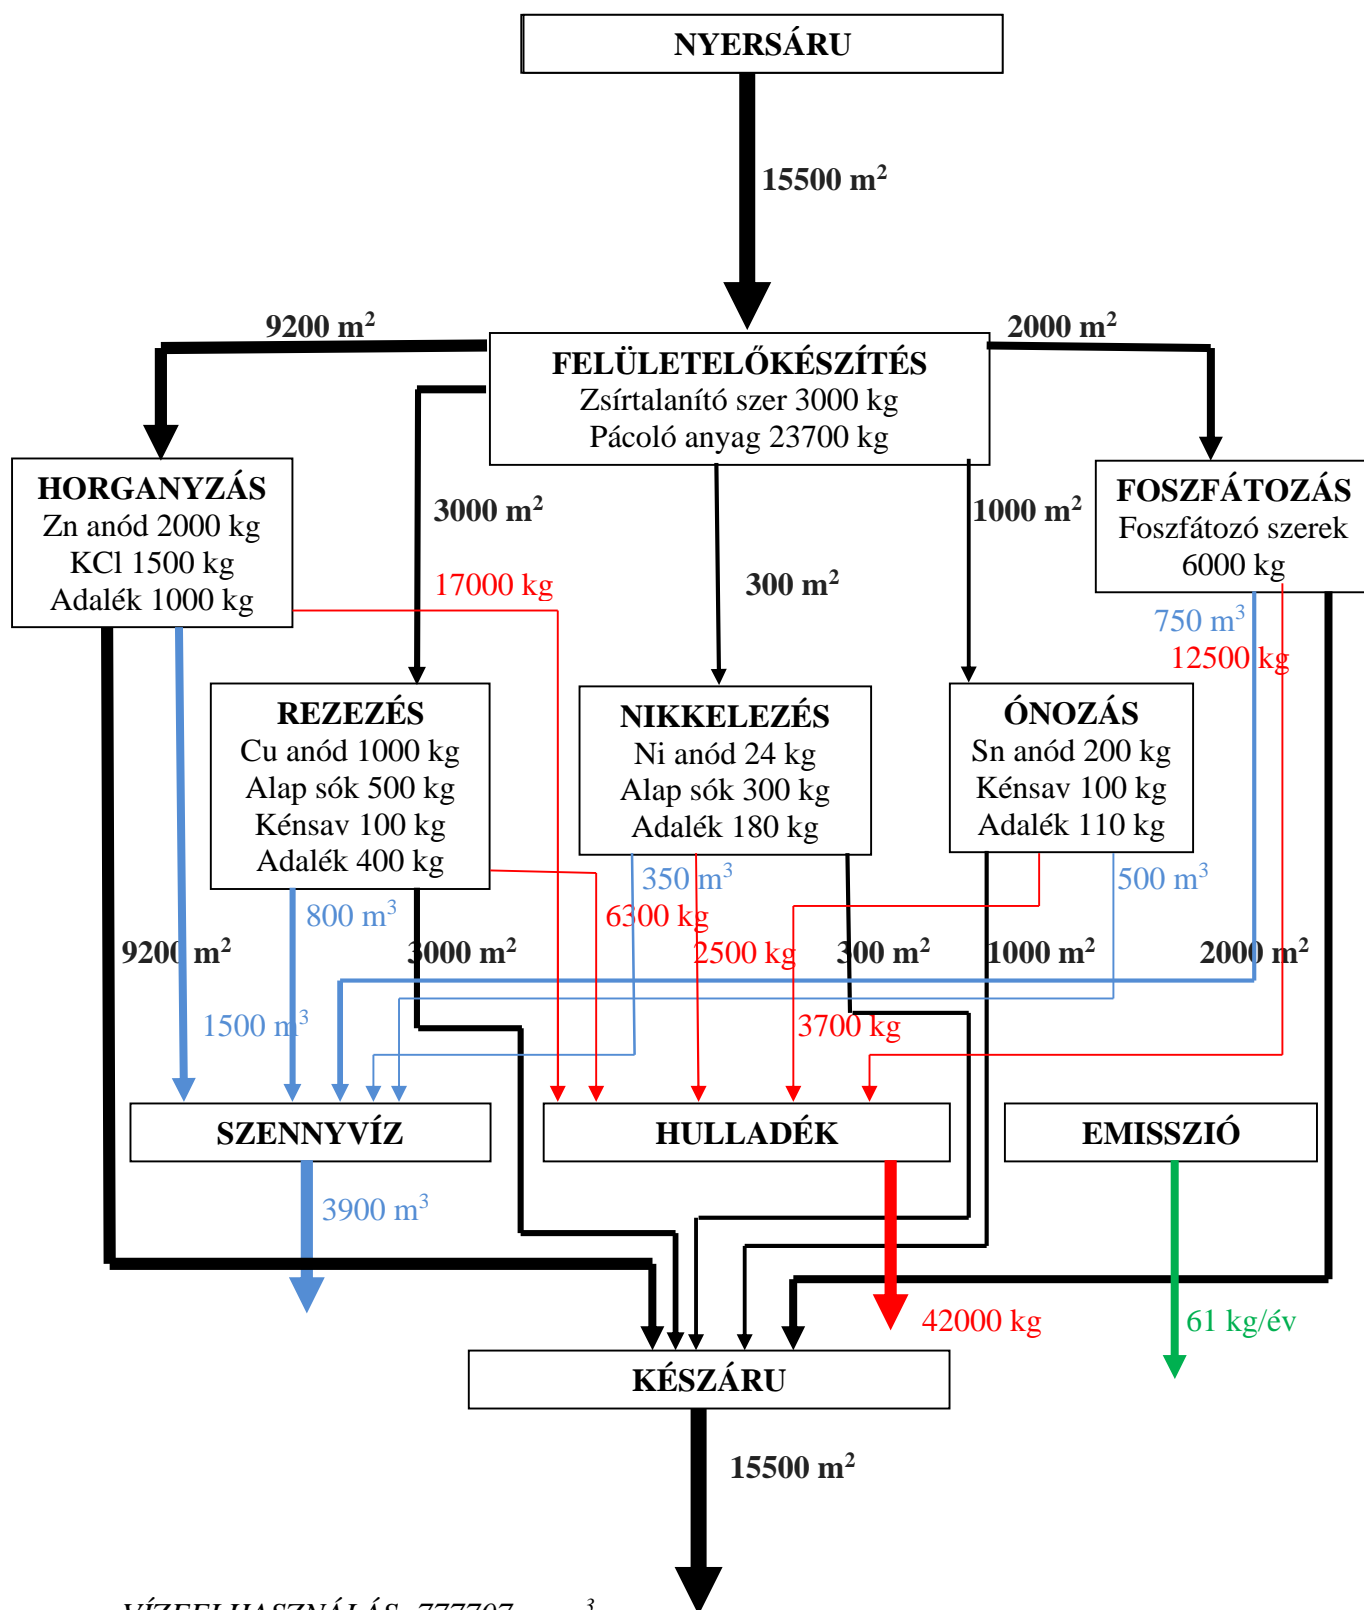 NYERSÁRU
15500 m²
9200 m²
2000 m²
FELÜLETELŐKÉSZÍTÉS
Zsírtalanító szer 3000 kg
Pácoló anyag 23700 kg
HORGANYZÁS
Zn anód 2000 kg
KCl 1500 kg
Adalék 1000 kg
3000 m²
1000 m²
FOSZFÁTOZÁS
Foszfátozó szerek
6000 kg
17000 kg
300 m²
750 m³
12500 kg
REZEZÉS
Cu anód 1000 kg
Alap sók 500 kg
Kénsav 100 kg
Adalék 400 kg
NIKKELEZÉS
Ni anód 24 kg
Alap sók 300 kg
Adalék 180 kg
ÓNOZÁS
Sn anód 200 kg
Kénsav 100 kg
Adalék 110 kg
350 m³
500 m³
800 m³
6300 kg
9200 m²
3000 m²
2500 kg
300 m²
1000 m²
2000 m²
1500 m³
3700 kg
SZENNYVÍZ
HULLADÉK
EMISSZIÓ
3900 m³
42000 kg
61 kg/év
KÉSZÁRU
15500 m²